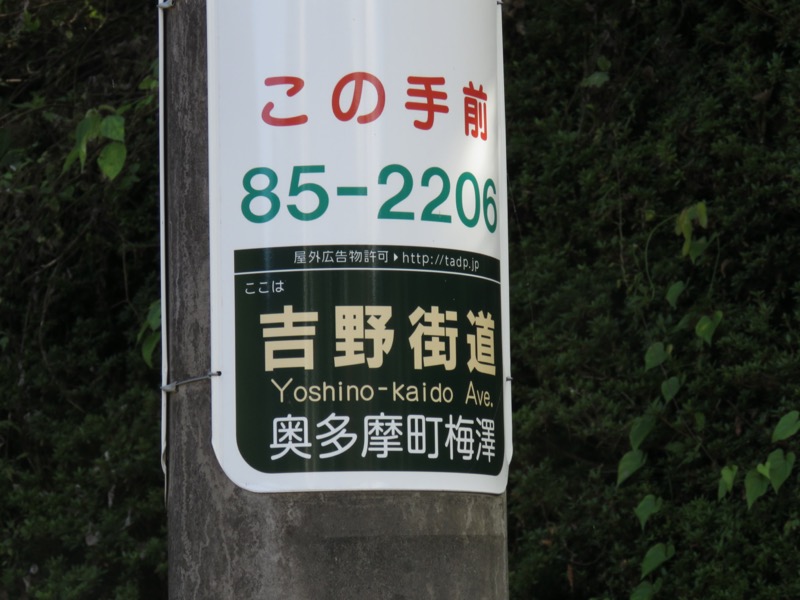 この手前
85-2206
屋外広告物許可▶http://tadp.jp
ここは
吉野街道
Yoshino-kaido Ave.
奥多摩町梅澤